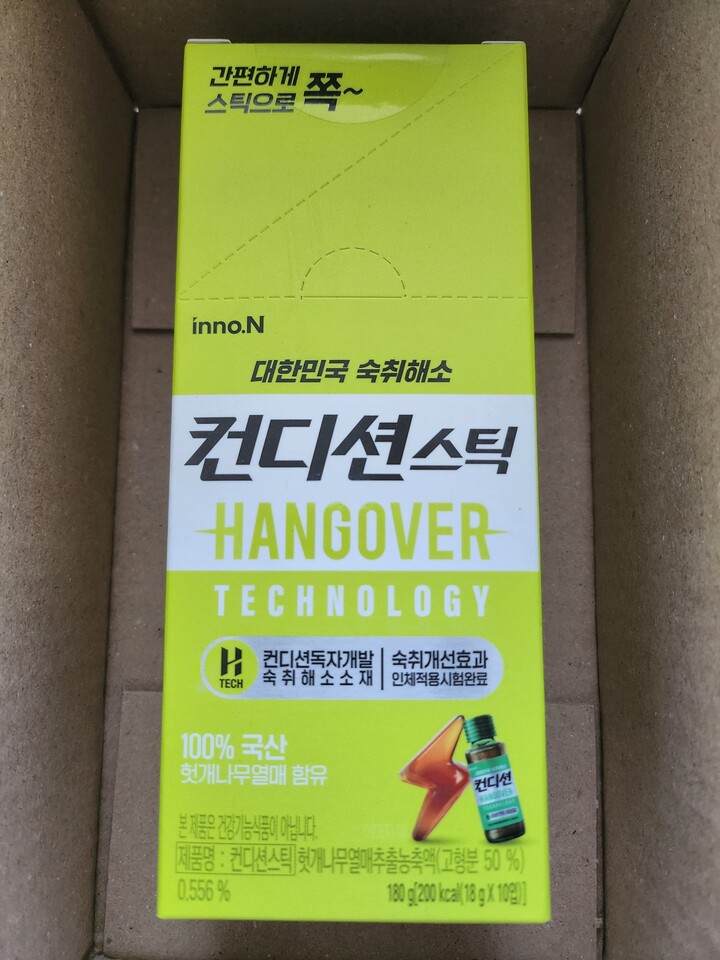 간편하게
스틱으로 쪽~
inno.N
대한민국 숙취해소
컨디션스틱
HANGOVER
TECHNOLOGY
H
TECH
컨디션독자개발
숙취해소소재
숙취개선효과
인체적용시험완료
100% 국산
헛개나무열매 함유
컨디션
HANGOVER
본 제품은 건강기능식품이 아닙니다.
제품명 : 컨디션스틱 헛개나무열매추출농축액(고형분 50 %)
0.556 %
180 g[200 kcal(18 g X 10입)]